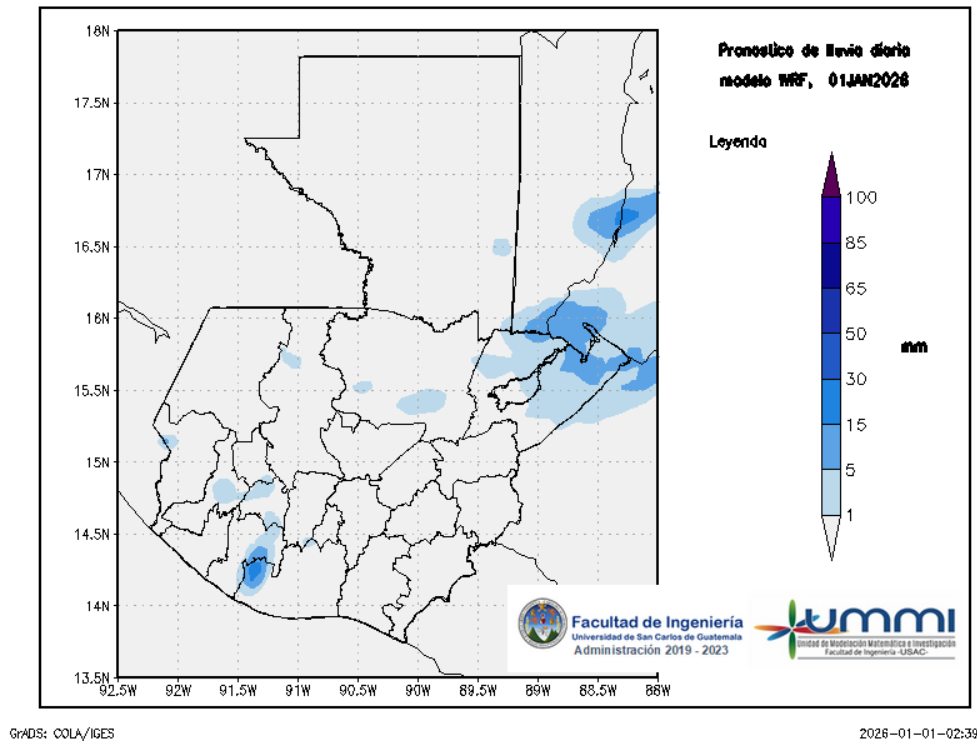 Pronostico de lluvia diaria
modelo WRF, 01JAN2026
Leyenda
100
85
65
50
30
15
5
1
mm
18N
17.5N
17N
16.5N
16N
15.5N
15N
14.5N
14N
13.5N
92.5W 92W 91.5W 91W 90.5W 90W 89.5W 89W 88.5W 88W
Facultad de Ingeniería
Universidad de San Carlos de Guatemala
Administración 2019 - 2023
ummi
Unidad de Modelación Matemática e Investigación
Facultad de Ingeniería -USAC-
GrADS: COLA/IGES
2026-01-01-02:39